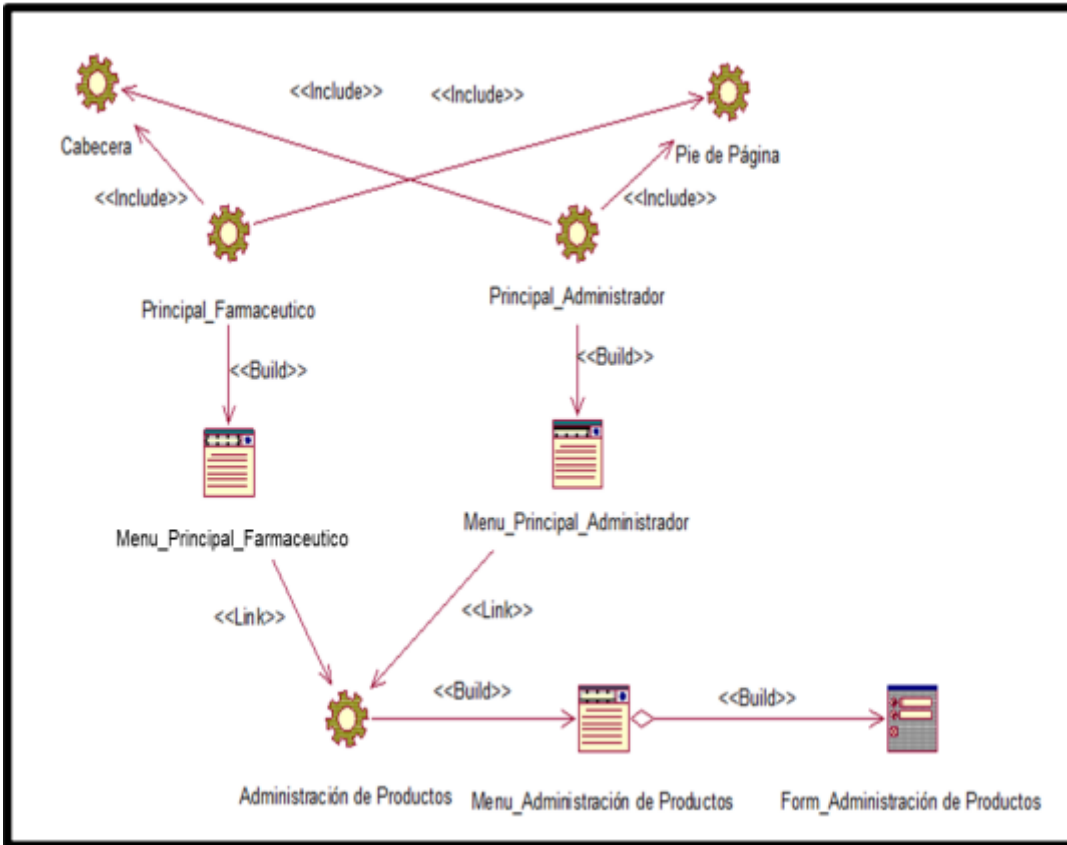 <<Include>>
<<Include>>
Cabecera
Pie de Página
<<Include>>
<<Include>>
Principal_Farmaceutico
Principal_Administrador
<<Build>>
<<Build>>
Menu_Principal_Farmaceutico
Menu_Principal_Administrador
<<Link>>
<<Link>>
<<Build>>
<<Build>>
Administración de Productos
Menu_Administración de Productos
Form_Administración de Productos